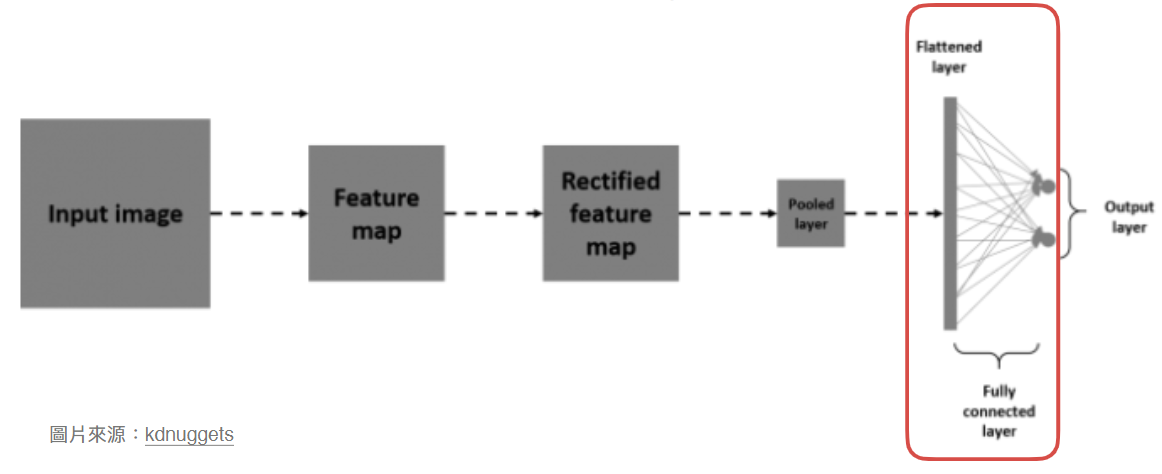 Input image
Feature
map
Rectified
feature
map
Pooled
layer
Flattened
layer
Fully
connected
layer
Output
layer
圖片來源：kdnuggets